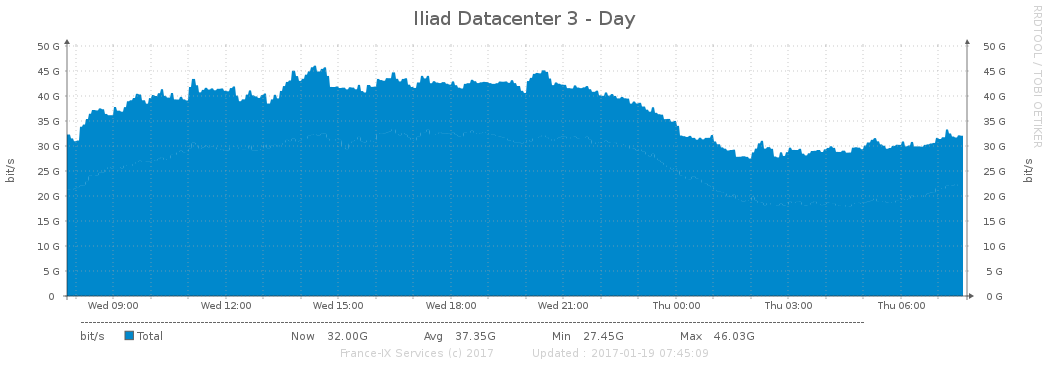 Iliad Datacenter 3 - Day
RRDTOOL / TOBI OETIKER
50 G 50 G
45 G 45 G
40 G 40 G
35 G 35 G
30 G 30 G
25 G 25 G
20 G 20 G
15 G 15 G
10 G 10 G
5 G 5 G
0 0 G
bit/s bit/s
Wed 09:00 Wed 12:00 Wed 15:00 Wed 18:00 Wed 21:00 Thu 00:00 Thu 03:00 Thu 06:00
bit/s Total Now 32.00G Avg 37.35G Min 27.45G Max 46.03G
France-IX Services (c) 2017 Updated : 2017-01-19 07:45:09